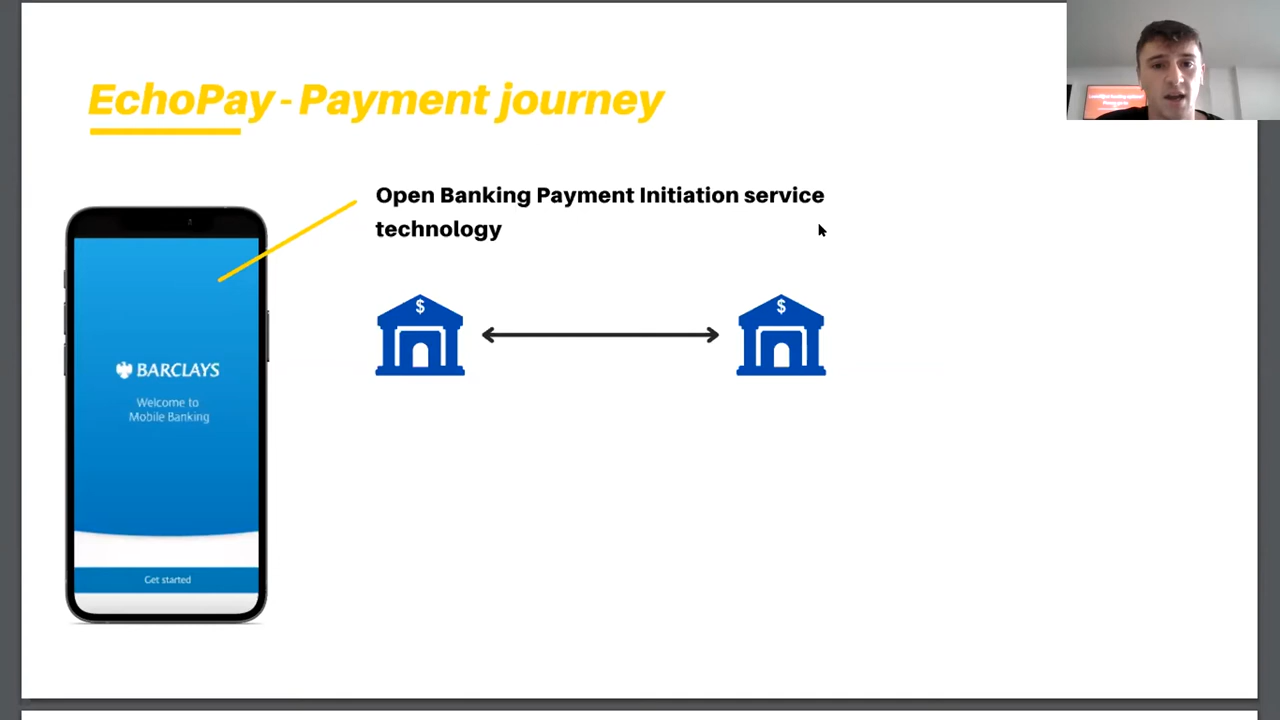 EchoPay - Payment journey
Open Banking Payment Initiation service
technology
$
$
BARCLAYS
Welcome to
Mobile Banking
Get started